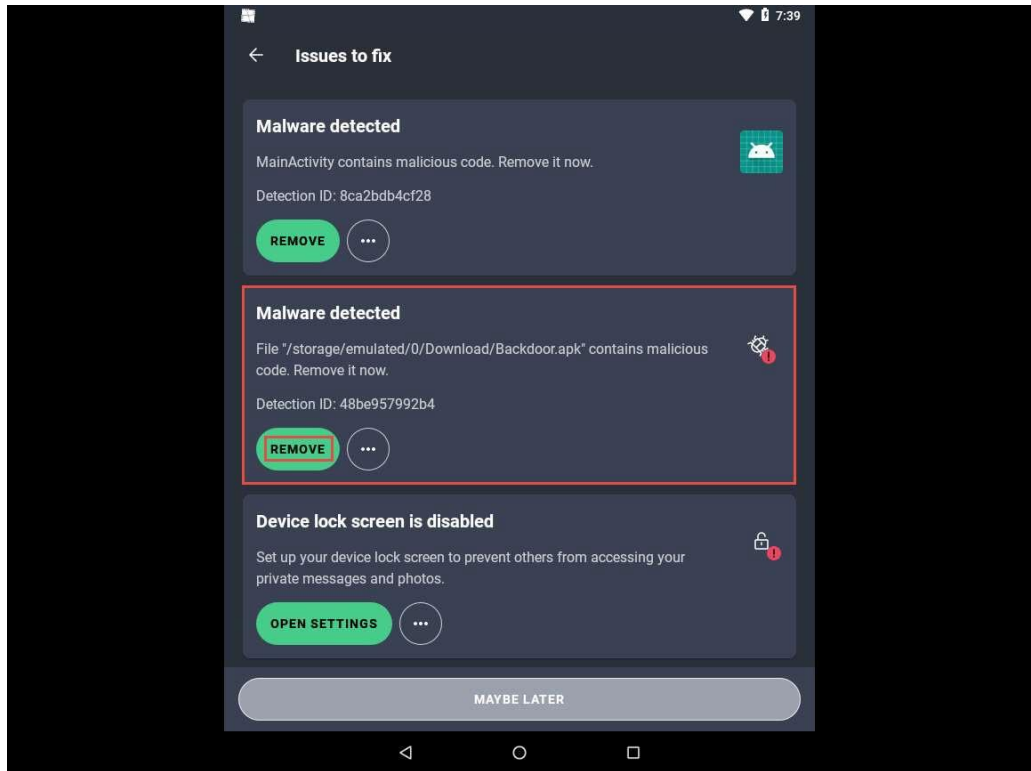 7:39
Issues to fix
Malware detected
MainActivity contains malicious code. Remove it now.
Detection ID: 8ca2bdb4cf28
REMOVE
Malware detected
File "/storage/emulated/0/Download/Backdoor.apk" contains malicious
code. Remove it now.
Detection ID: 48be957992b4
REMOVE
Device lock screen is disabled
Set up your device lock screen to prevent others from accessing your
private messages and photos.
OPEN SETTINGS
MAYBE LATER